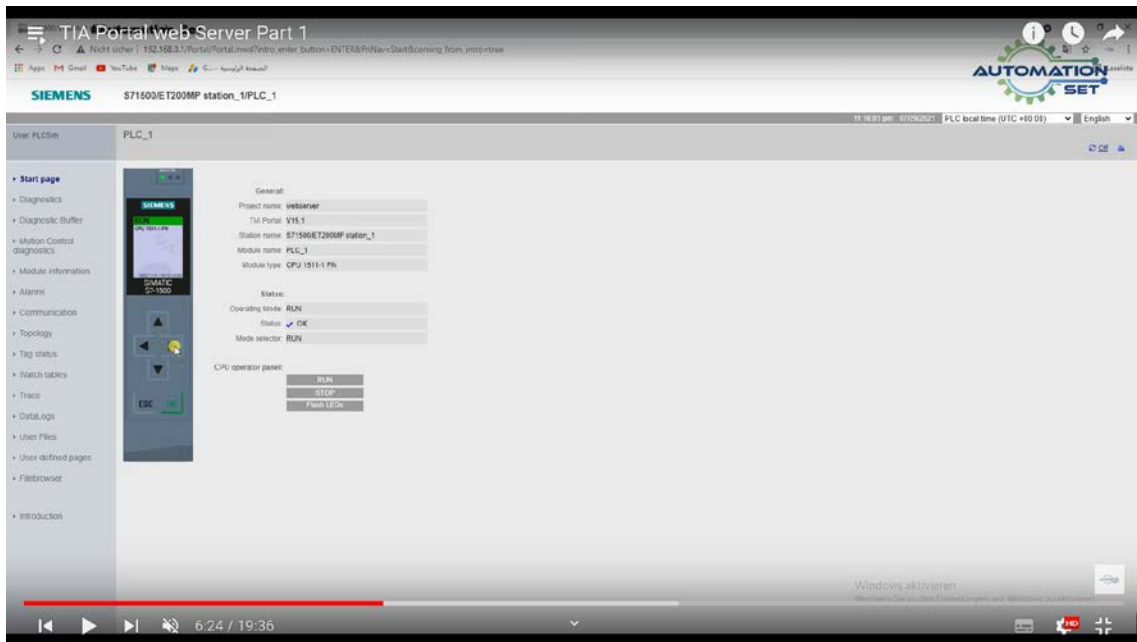 TIA Portal web Server Part 1
Nicht sicher | 192.168.0.1/Portal/Portal.mwsl?intro_enter_button=ENTER&PriNav=Start&coming_from_intro=true
Apps Gmail YouTube Maps
AUTOMATION
SET
SIEMENS
S71500/ET200MP station_1/PLC_1
PLC local time (UTC +00:00)
English
User PLCSim
PLC_1
Off
Start page
Diagnostics
Diagnostic Buffer
Motion Control
diagnostics
Module information
Alarms
Communication
Topology
Tag status
Watch tables
Trace
DataLogs
User Files
User defined pages
Filebrowser
Introduction
SIEMENS
RUN
SIMATIC
S7-1500
ESC OK
General:
Project name: webserver
TIA Portal: V15.1
Station name: S71500/ET200MP station_1
Module name: PLC_1
Module type: CPU 1511-1 PN
Status:
Operating Mode: RUN
Status: OK
Mode selector: RUN
CPU operator panel:
RUN
STOP
Flash LEDs
Windows aktivieren
6:24 / 19:36
HD